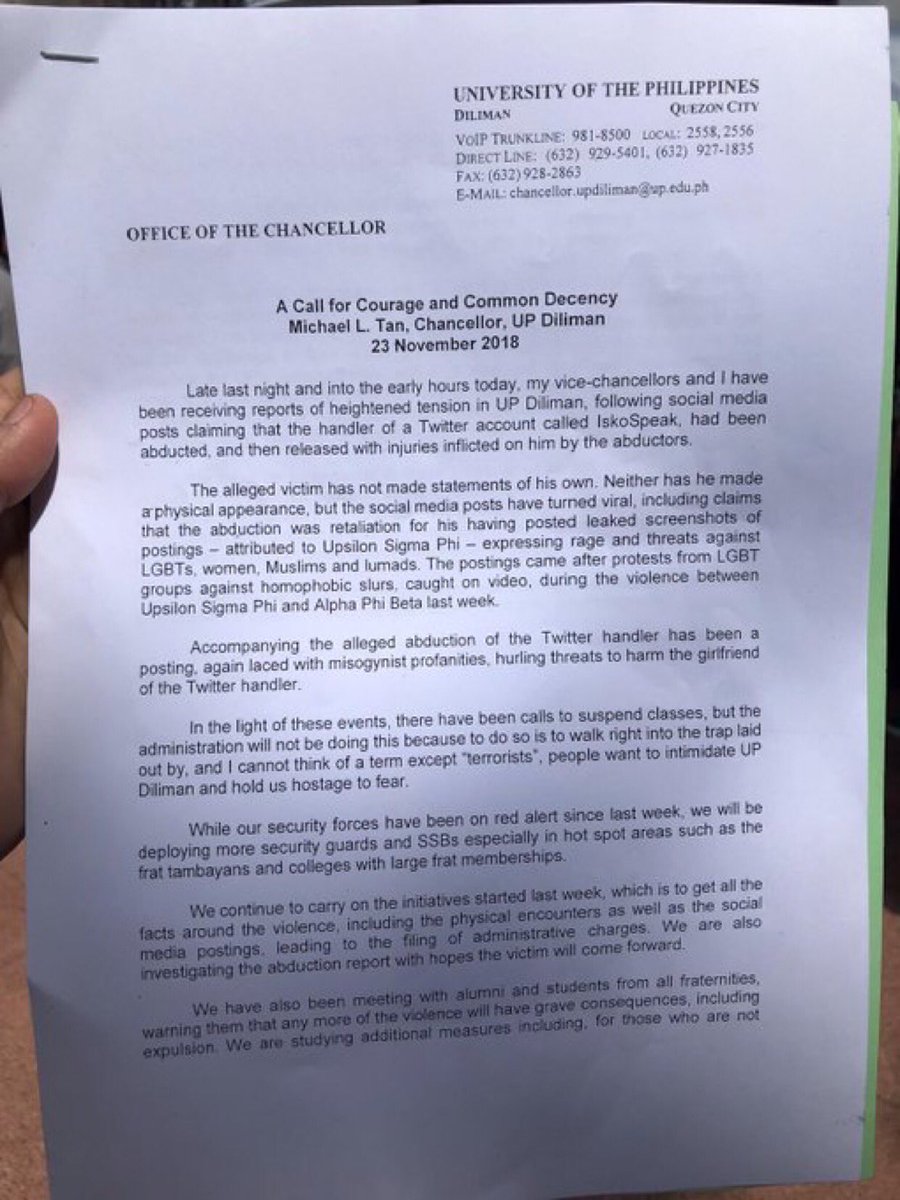 UNIVERSITY OF THE PHILIPPINES
DILIMAN QUEZON CITY
VOIP TRUNKLINE: 981-8500 LOCAL: 2558, 2556
DIRECT LINE: (632) 929-5401, (632) 927-1835
FAX: (632) 928-2863
E-MAIL: chancellor.updiliman@up.edu.ph
OFFICE OF THE CHANCELLOR
A Call for Courage and Common Decency
Michael L. Tan, Chancellor, UP Diliman
23 November 2018
Late last night and into the early hours today, my vice-chancellors and I have
been receiving reports of heightened tension in UP Diliman, following social media
posts claiming that the handler of a Twitter account called IskoSpeak, had been
abducted, and then released with injuries inflicted on him by the abductors.
The alleged victim has not made statements of his own. Neither has he made
a physical appearance, but the social media posts have turned viral, including claims
that the abduction was retaliation for his having posted leaked screenshots of
postings – attributed to Upsilon Sigma Phi – expressing rage and threats against
LGBTs, women, Muslims and lumads. The postings came after protests from LGBT
groups against homophobic slurs, caught on video, during the violence between
Upsilon Sigma Phi and Alpha Phi Beta last week.
Accompanying the alleged abduction of the Twitter handler has been a
posting, again laced with misogynist profanities, hurling threats to harm the girlfriend
of the Twitter handler.
In the light of these events, there have been calls to suspend classes, but the
administration will not be doing this because to do so is to walk right into the trap laid
out by, and I cannot think of a term except "terrorists", people want to intimidate UP
Diliman and hold us hostage to fear.
While our security forces have been on red alert since last week, we will be
deploying more security guards and SSBs especially in hot spot areas such as the
frat tambayans and colleges with large frat memberships.
We continue to carry on the initiatives started last week, which is to get all the
facts around the violence, including the physical encounters as well as the social
media postings, leading to the filing of administrative charges. We are also
investigating the abduction report with hopes the victim will come forward.
We have also been meeting with alumni and students from all fraternities,
warning them that any more of the violence will have grave consequences, including
expulsion. We are studying additional measures including, for those who are not